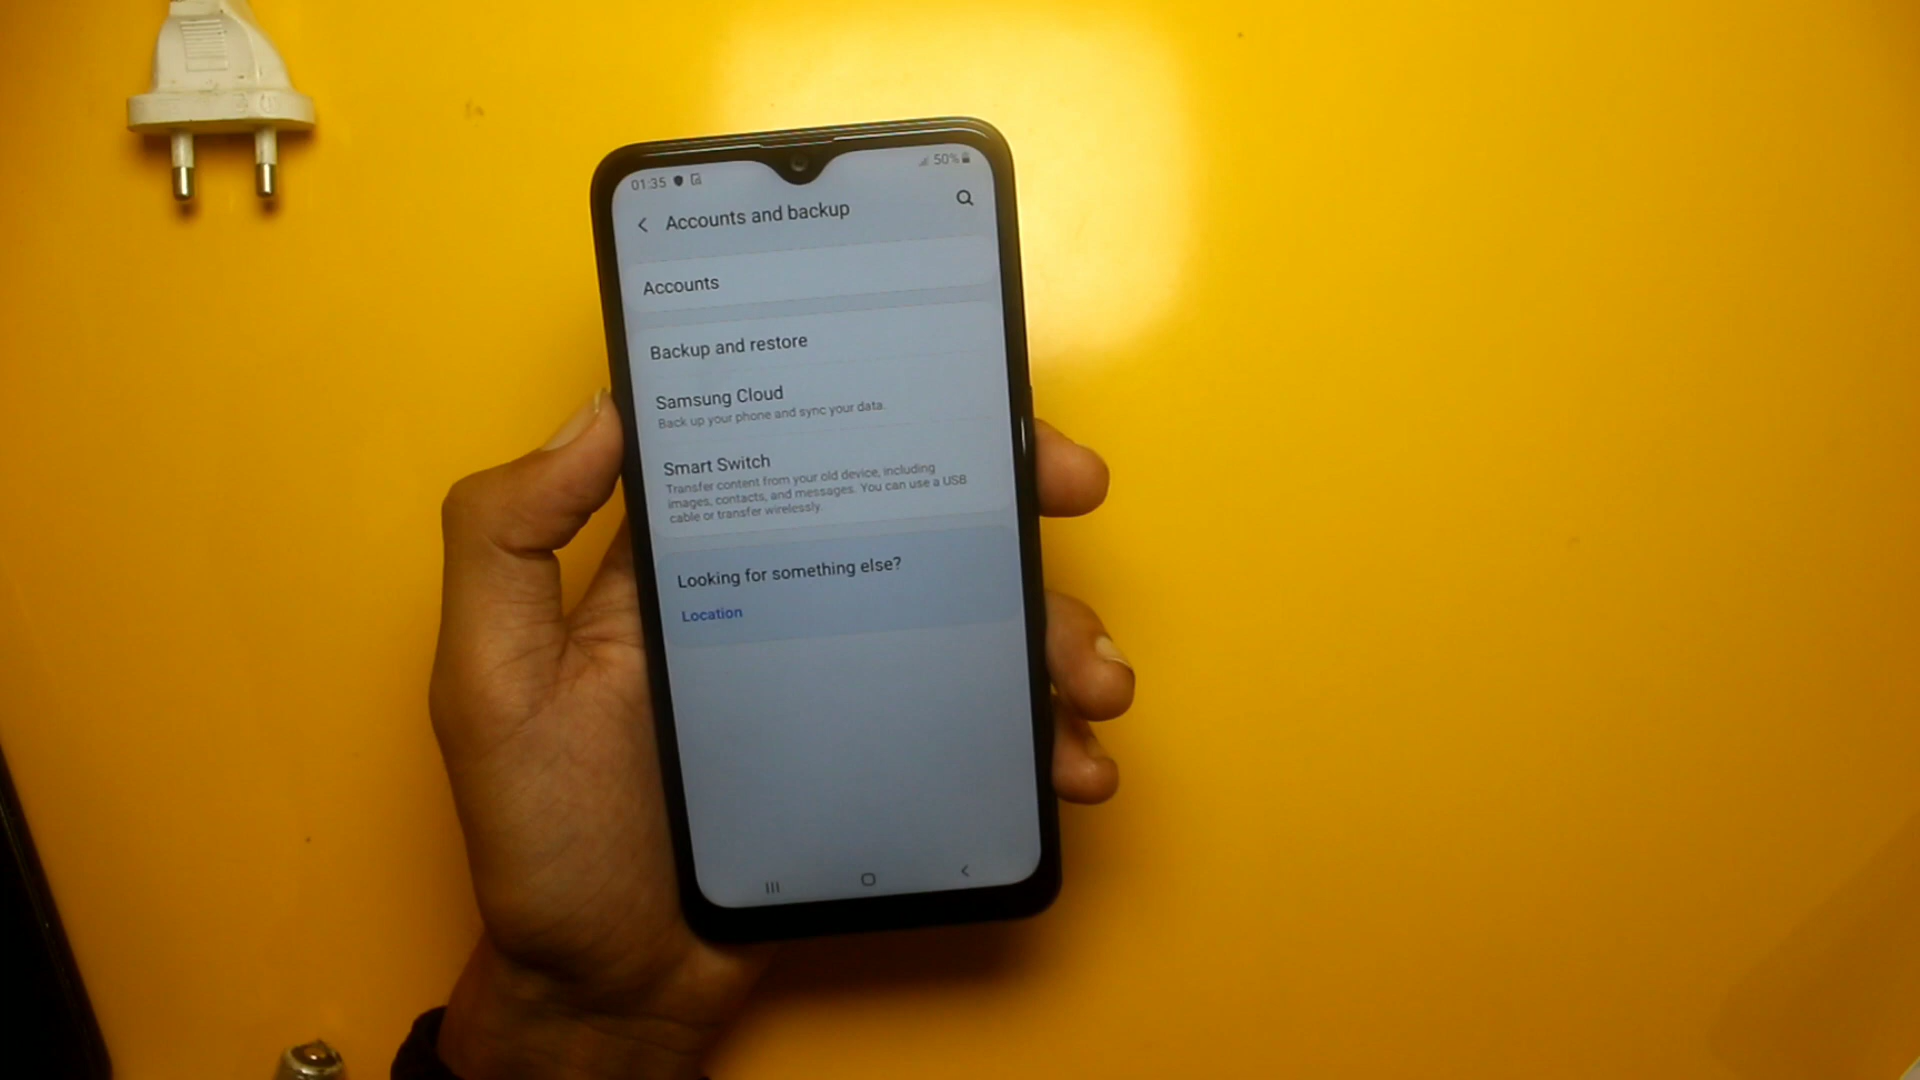 01:35 50%
Accounts and backup
Accounts
Backup and restore
Samsung Cloud
Back up your phone and sync your data.
Smart Switch
Transfer content from your old device, including
images, contacts, and messages. You can use a USB
cable or transfer wirelessly.
Looking for something else?
Location